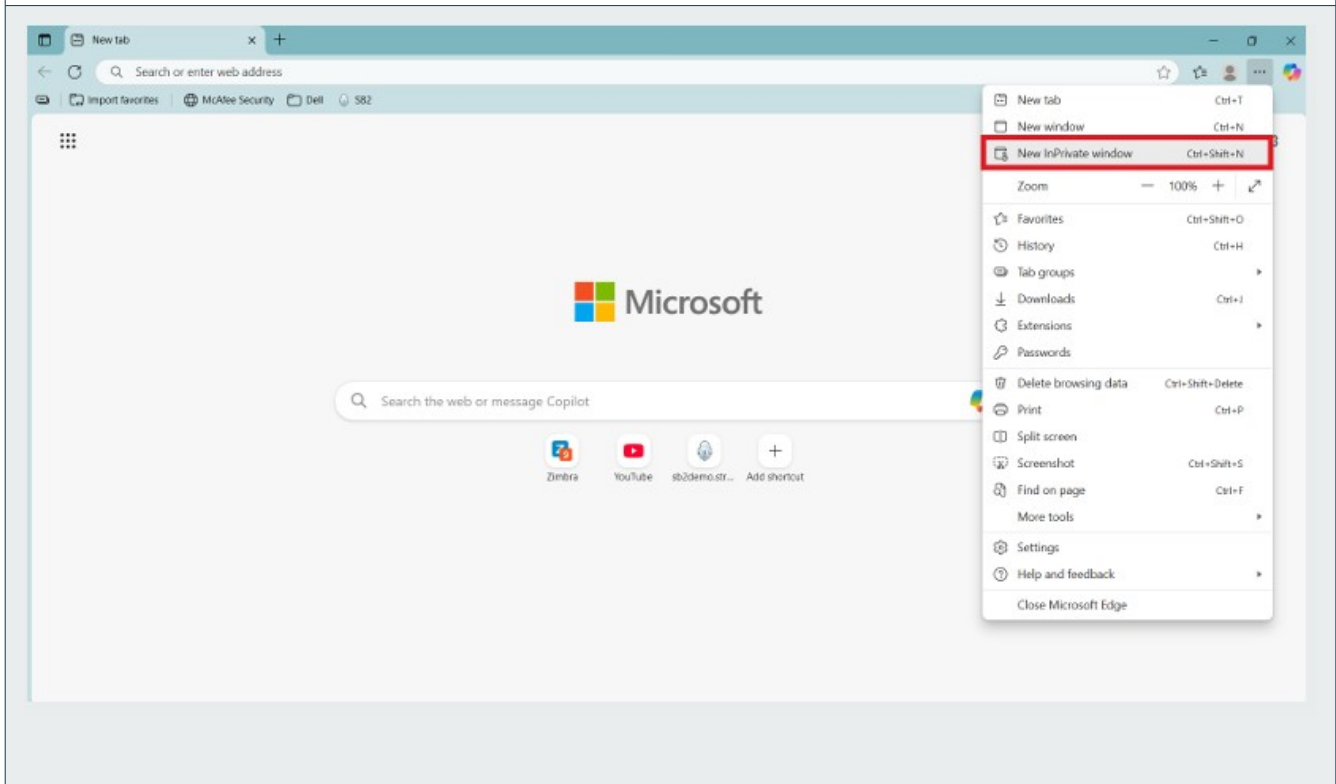 New tab
Search or enter web address
Import favorites McAfee Security Dell SB2
New tab Ctrl+T
New window Ctrl+N
New InPrivate window Ctrl+Shift+N
Zoom 100%
Favorites Ctrl+Shift+O
History Ctrl+H
Tab groups
Downloads Ctrl+J
Extensions
Passwords
Delete browsing data Ctrl+Shift+Delete
Print Ctrl+P
Split screen
Screenshot Ctrl+Shift+S
Find on page Ctrl+F
More tools
Settings
Help and feedback
Close Microsoft Edge
Microsoft
Search the web or message Copilot
Zimbra YouTube sb2demo.str... Add shortcut